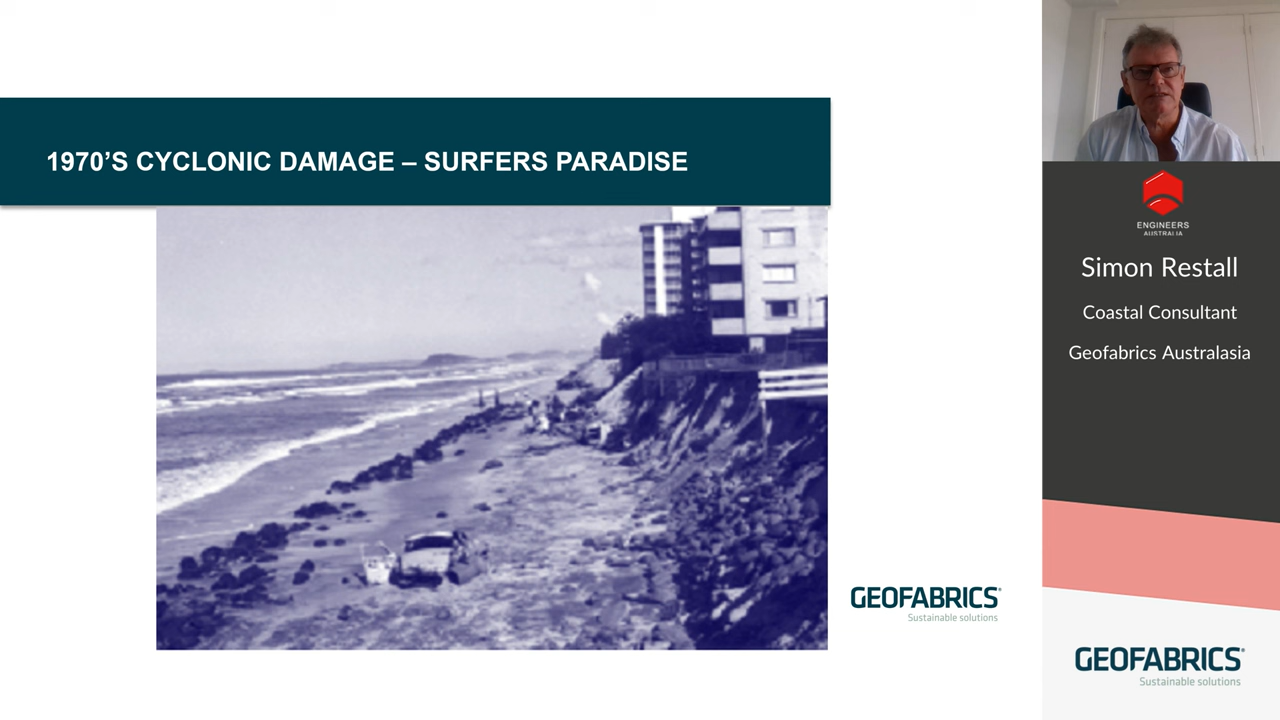 1970’S CYCLONIC DAMAGE – SURFERS PARADISE
GEOFABRICS®
Sustainable solutions
ENGINEERS
AUSTRALIA
Simon Restall
Coastal Consultant
Geofabrics Australasia
GEOFABRICS®
Sustainable solutions